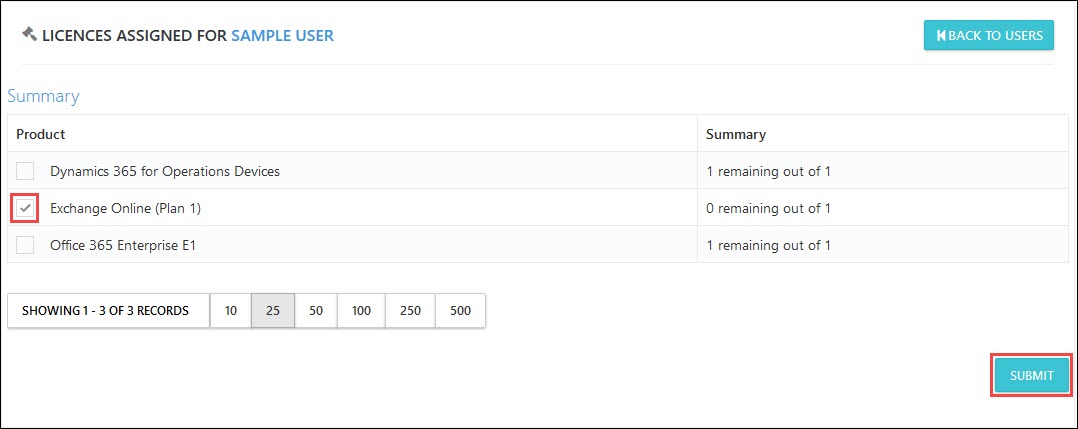 LICENCES ASSIGNED FOR SAMPLE USER
BACK TO USERS
Summary
Product Summary
Dynamics 365 for Operations Devices 1 remaining out of 1
Exchange Online (Plan 1) 0 remaining out of 1
Office 365 Enterprise E1 1 remaining out of 1
SHOWING 1 - 3 OF 3 RECORDS 10 25 50 100 250 500
SUBMIT